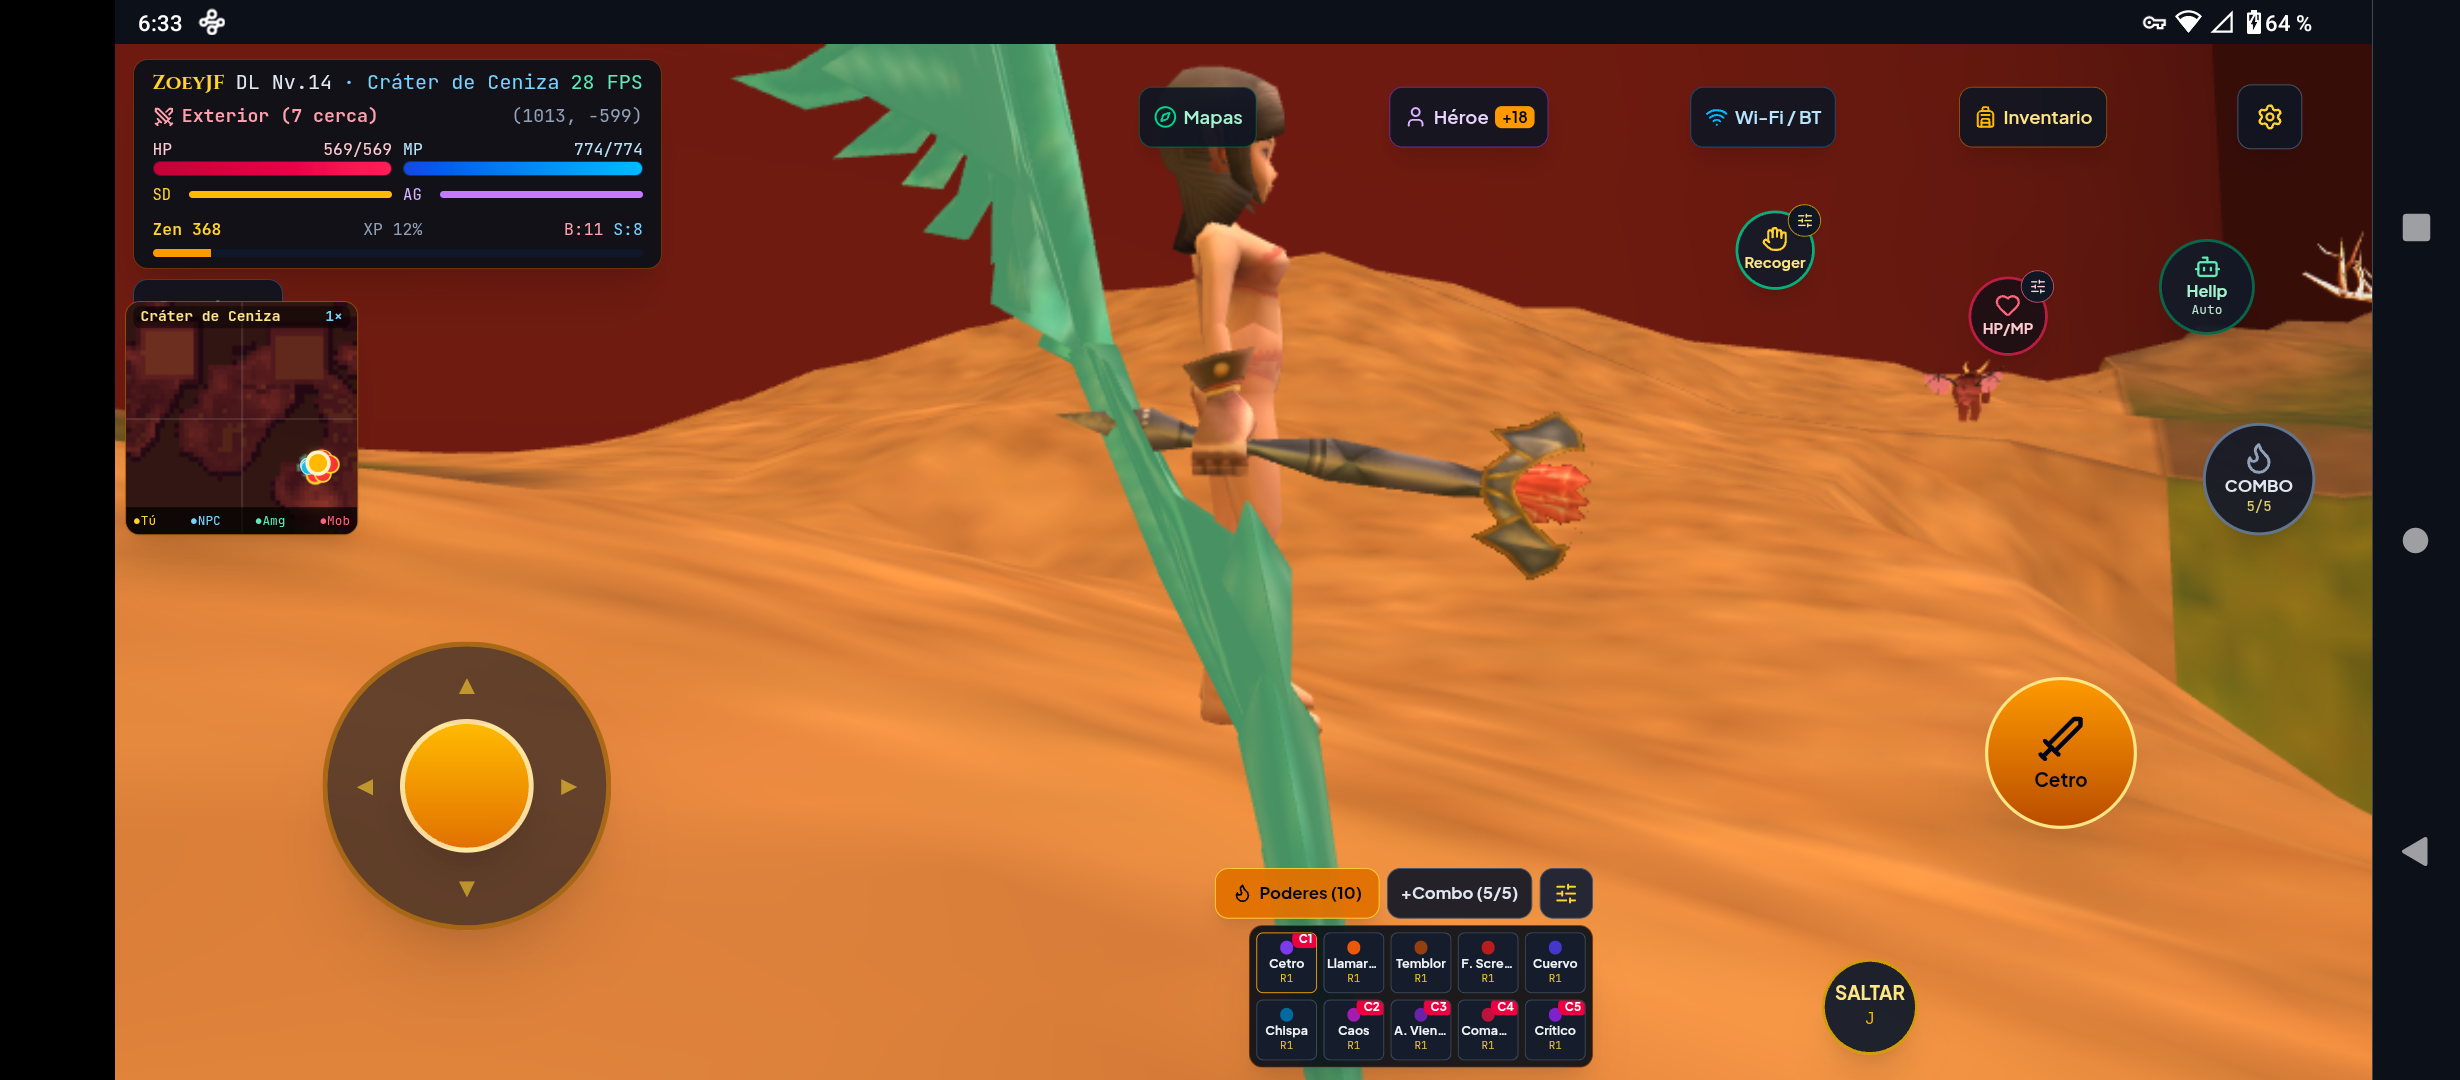 6:33
64 %
ZoeyJF DL Nv.14 · Cráter de Ceniza 28 FPS
Exterior (7 cerca) (1013, -599)
HP 569/569 MP 774/774
SD AG
Zen 368 XP 12% B:11 S:8
Mapas
Héroe +18
Wi-Fi / BT
Inventario
Recoger
HP/MP
Hellp
Auto
Cráter de Ceniza 1×
Tú NPC Amg Mob
COMBO
5/5
Cetro
Poderes (10)
+Combo (5/5)
C1
Cetro Llamar... Temblor F. Scre... Cuervo
R1 R1 R1 R1 R1
C2 C3 C4 C5
Chispa Caos A. Vien... Coma... Crítico
R1 R1 R1 R1 R1
SALTAR
J